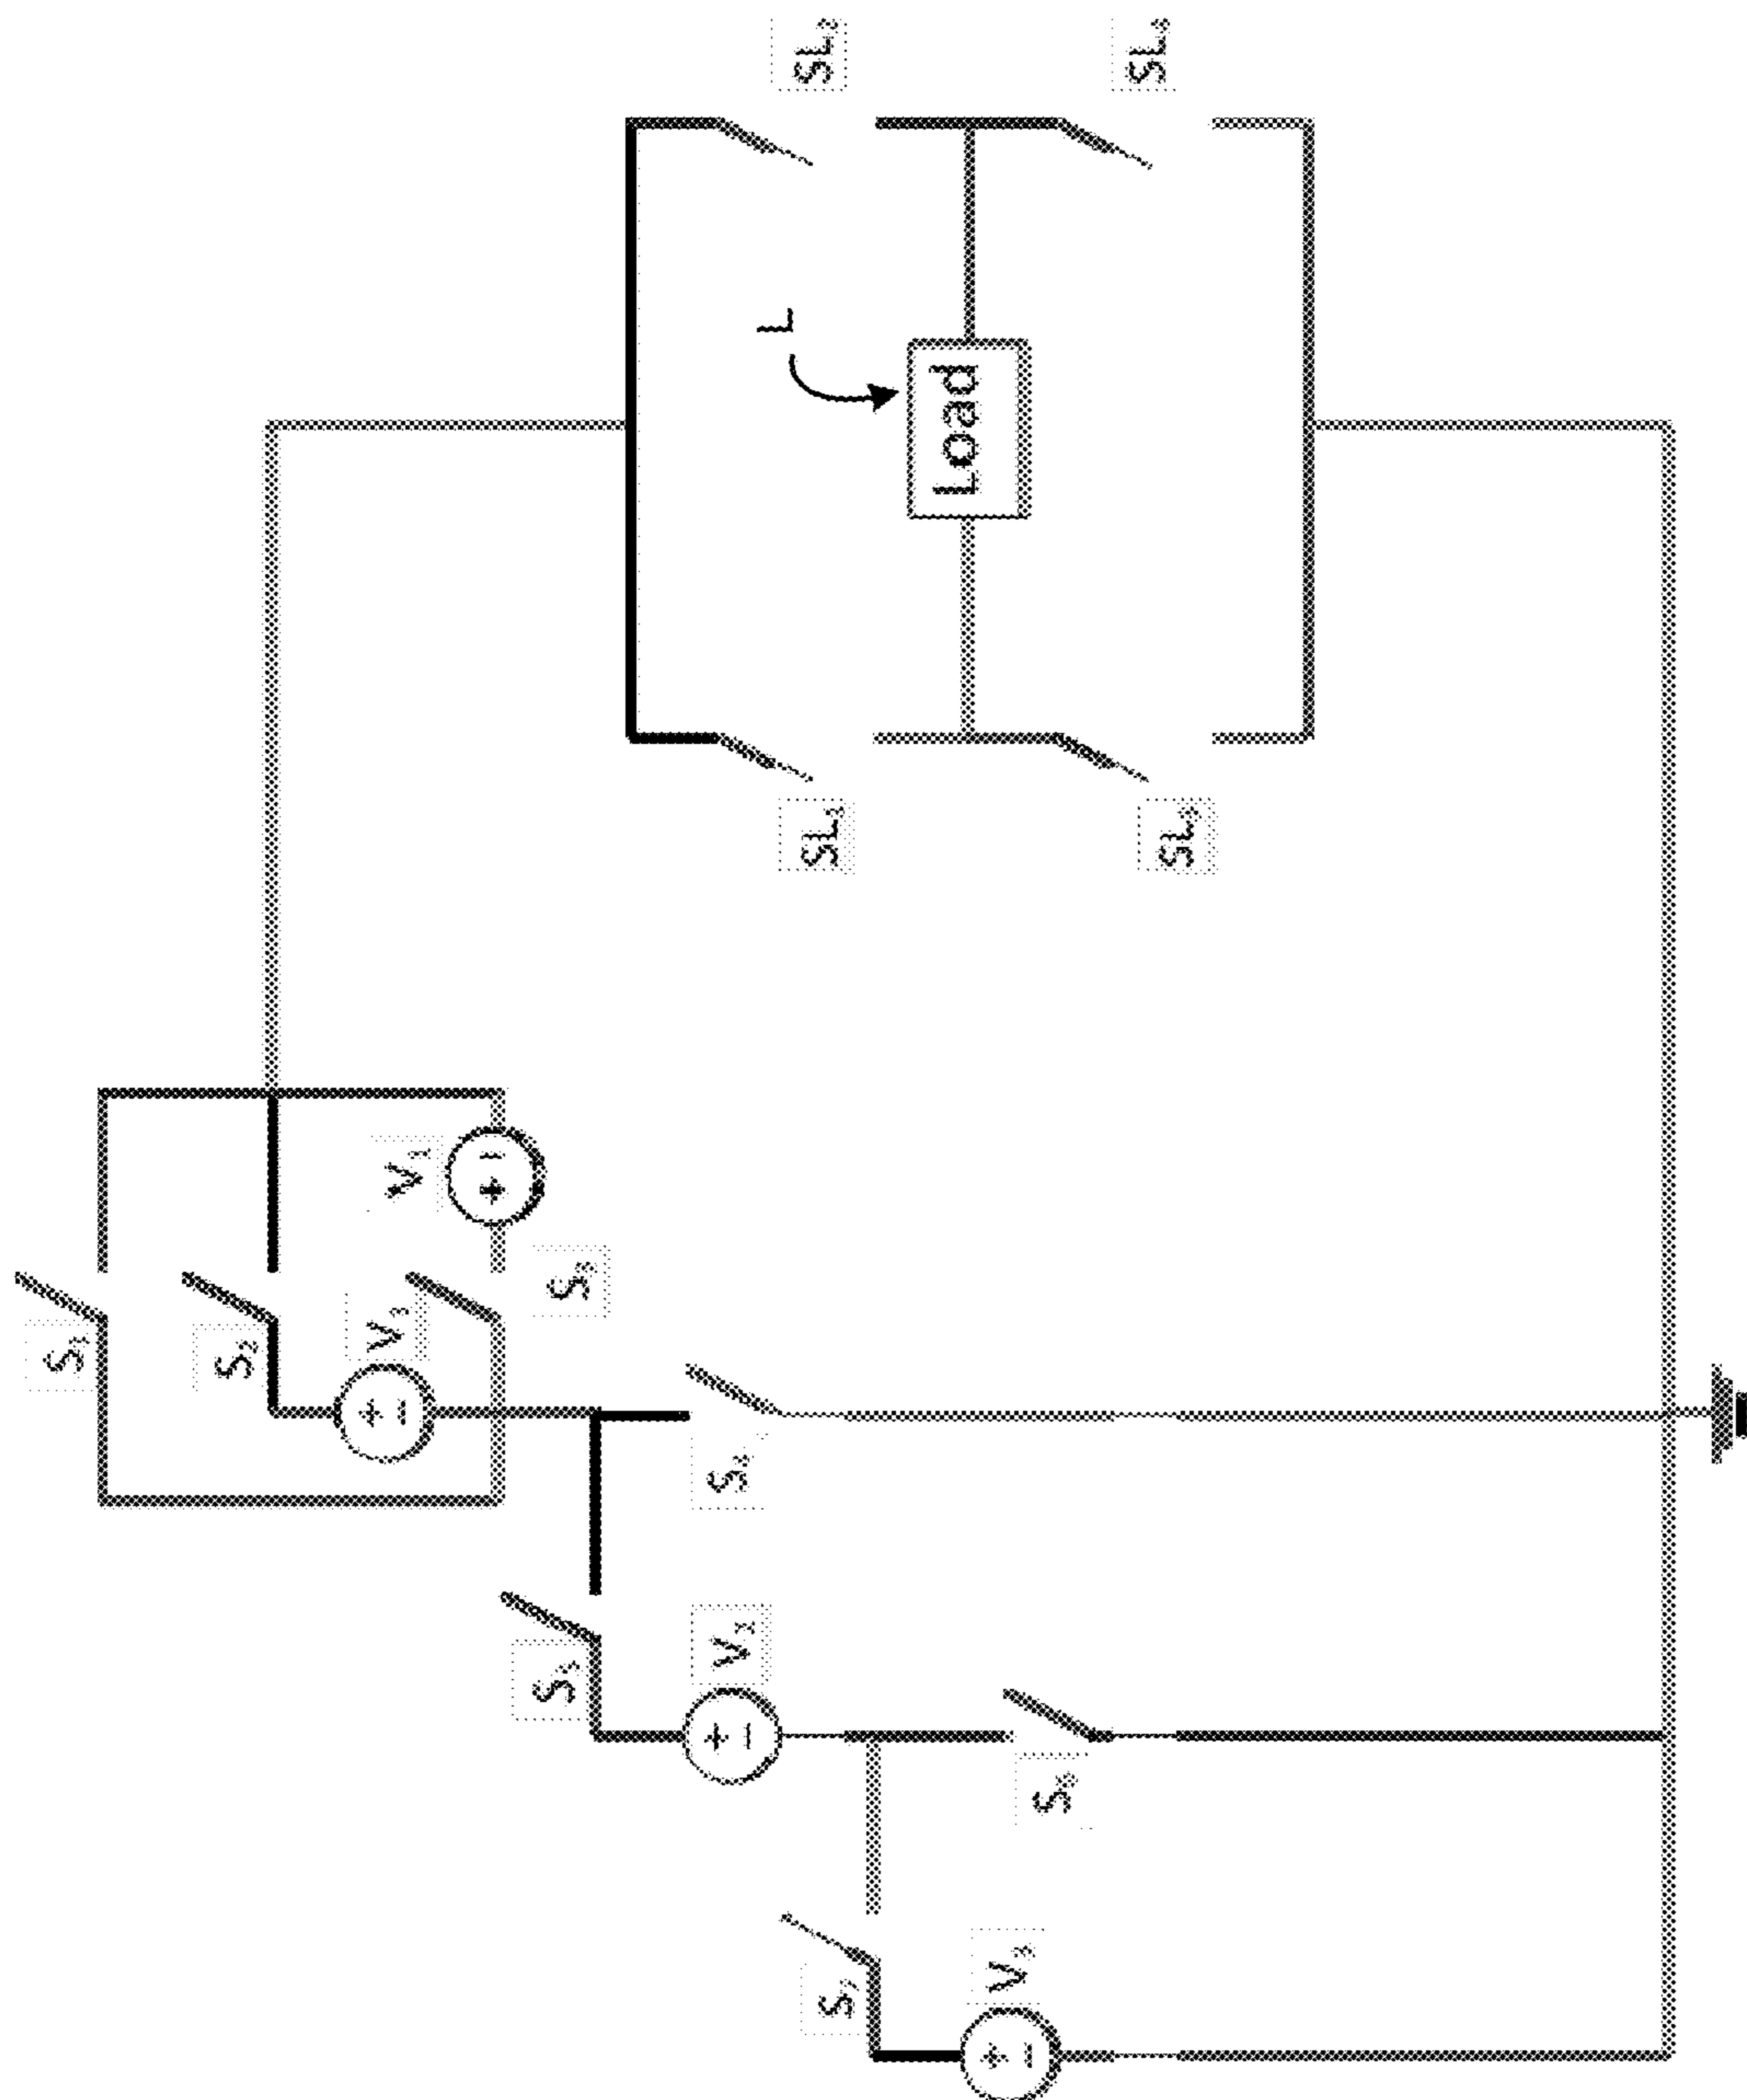 SL₂
SL₄
L
Load
SL₁
SL₃
V₁
S₃
V₁
S₁
S₂
S₄
S₅
V₂
S₆
S₇
V₃